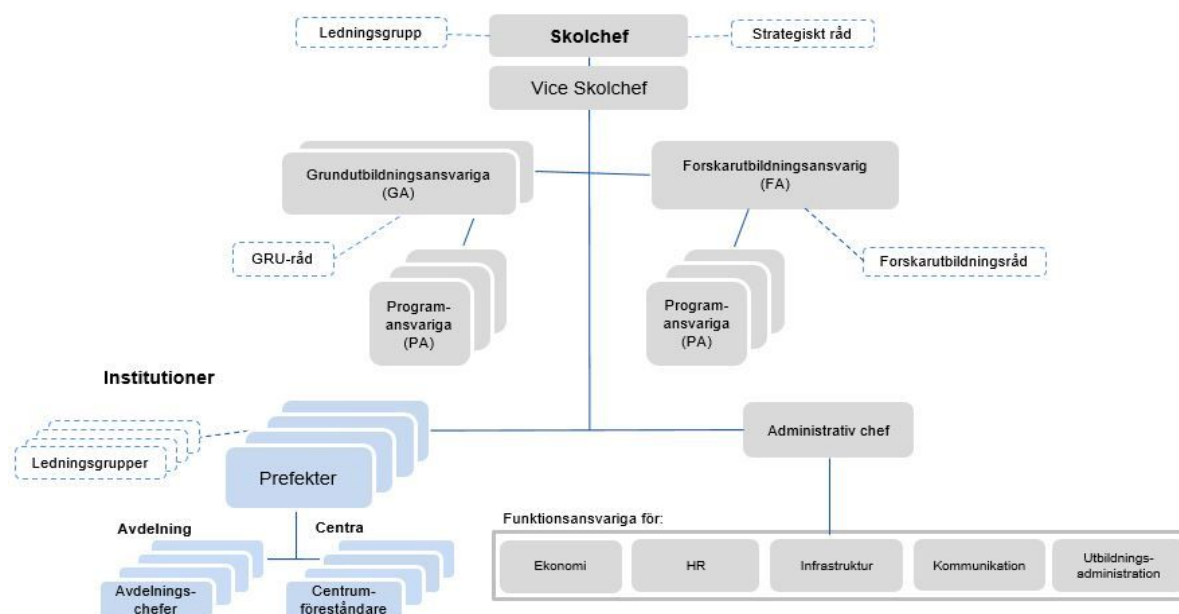 Ledningsgrupp
Skolchef
Strategiskt råd
Vice Skolchef
Grundutbildningsansvariga
(GA)
Forskarutbildningsansvarig
(FA)
GRU-råd
Forskarutbildningsråd
Program-
ansvariga
(PA)
Program-
ansvariga
(PA)
Institutioner
Ledningsgrupper
Prefekter
Administrativ chef
Avdelning
Centra
Avdelnings-
chefer
Centrum-
föreståndare
Funktionsansvariga för:
Ekonomi
HR
Infrastruktur
Kommunikation
Utbildnings-
administration